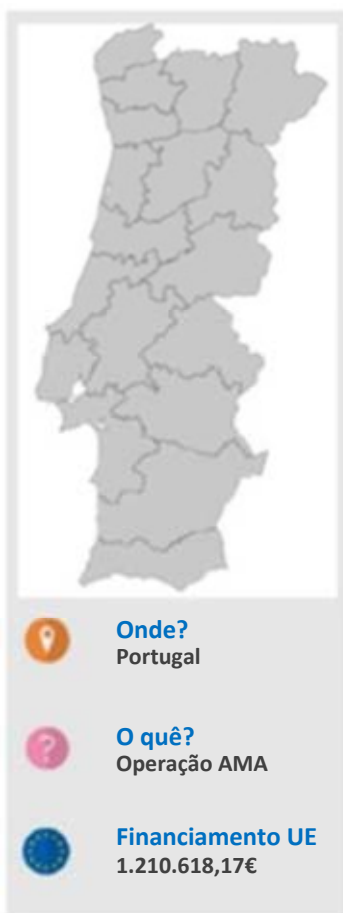 Onde?
Portugal
?
O quê?
Operação AMA
Financiamento UE
1.210.618,17€